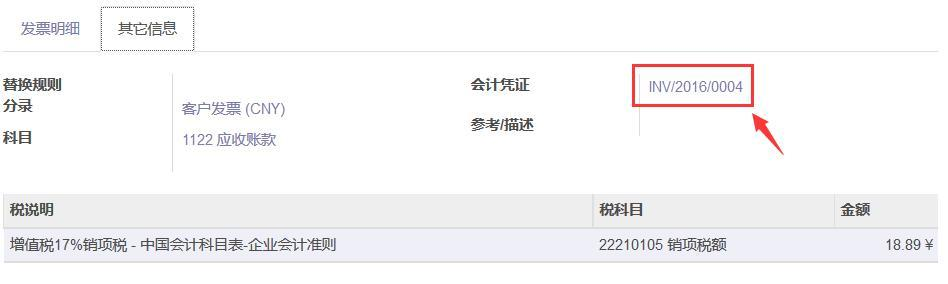 发票明细 其它信息
替换规则 会计凭证 INV/2016/0004
分录 客户发票 (CNY)
参考/描述
科目 1122 应收账款
税说明 税科目 金额
增值税17%销项税 - 中国会计科目表-企业会计准则 22210105 销项税额 18.89 ¥